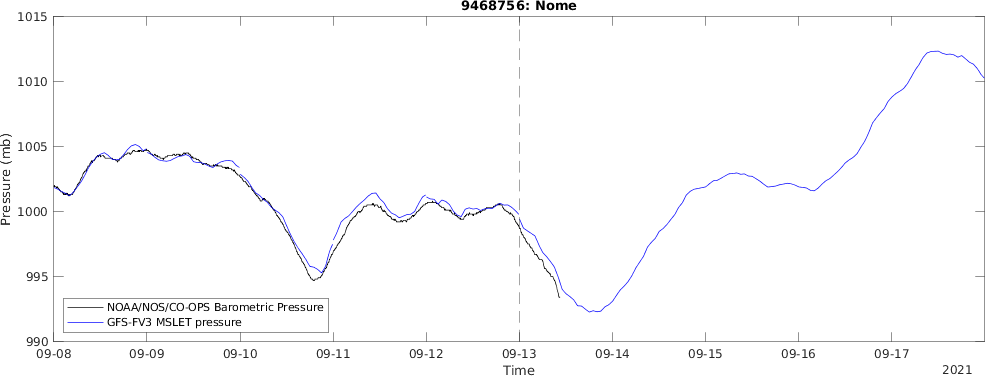 9468756: Nome
1015
1010
1005
1000
995
990
Pressure (mb)
NOAA/NOS/CO-OPS Barometric Pressure
GFS-FV3 MSLET pressure
09-08 09-09 09-10 09-11 09-12 09-13 09-14 09-15 09-16 09-17
Time
2021